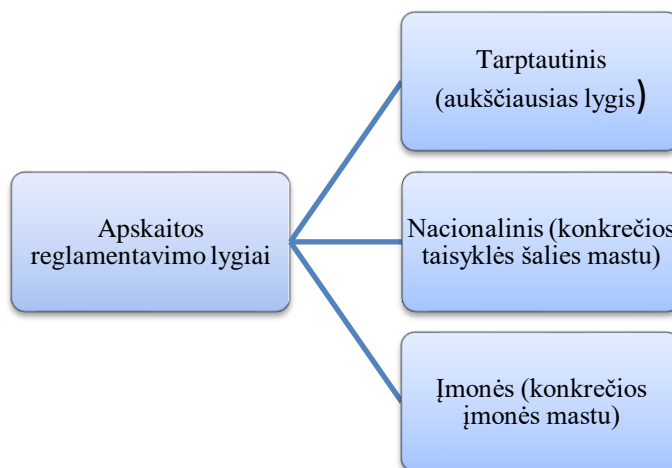 Apskaitos
reglamentavimo lygiai
Tarptautinis
(aukščiausias lygis)
Nacionalinis (konkrečios
taisyklės šalies mastu)
Įmonės (konkrečios
įmonės mastu)